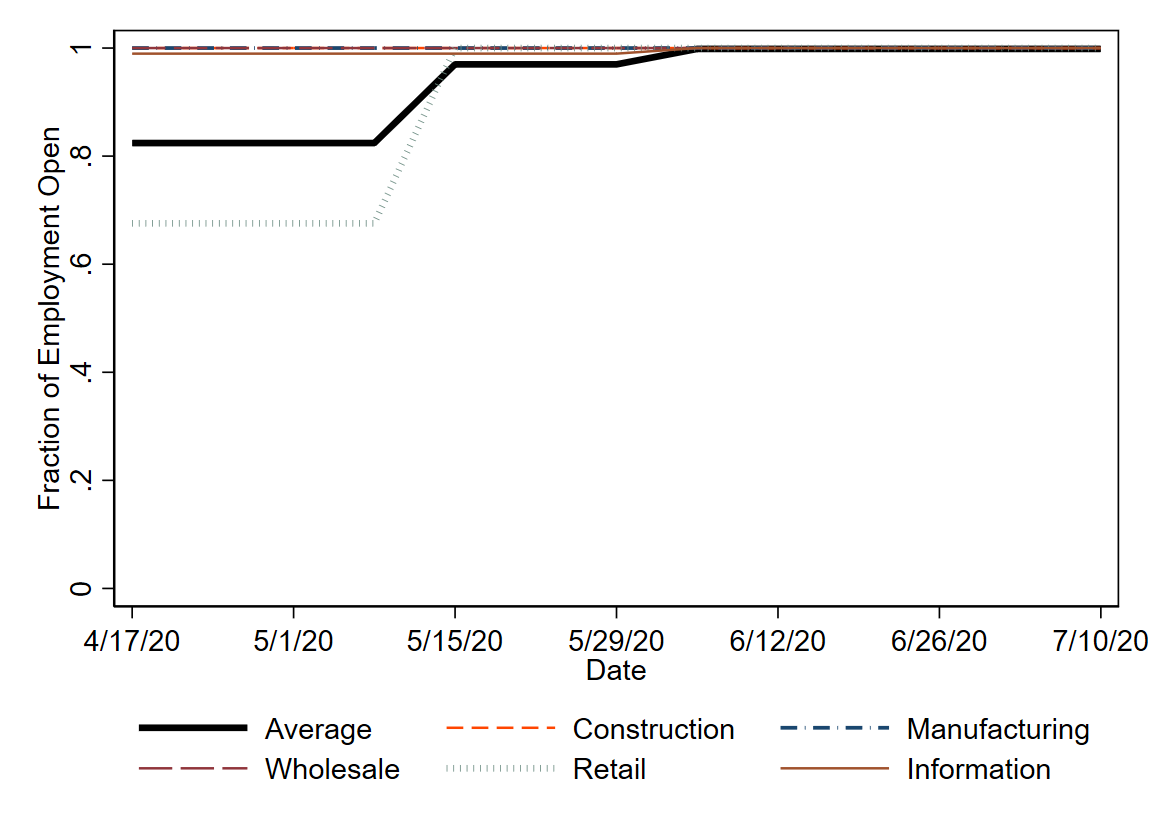 Fraction of Employment Open
1
.8
.6
.4
.2
0
4/17/20 5/1/20 5/15/20 5/29/20 6/12/20 6/26/20 7/10/20
Date
Average Construction Manufacturing
Wholesale Retail Information